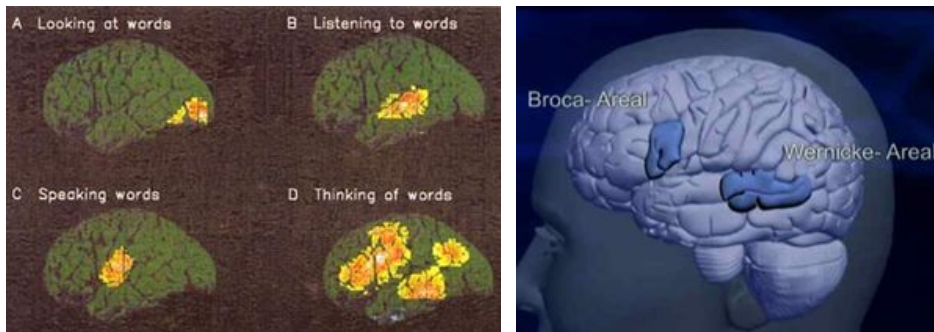 A Looking at words
B Listening to words
C Speaking words
D Thinking of words
Broca- Areal
Wernicke- Areal